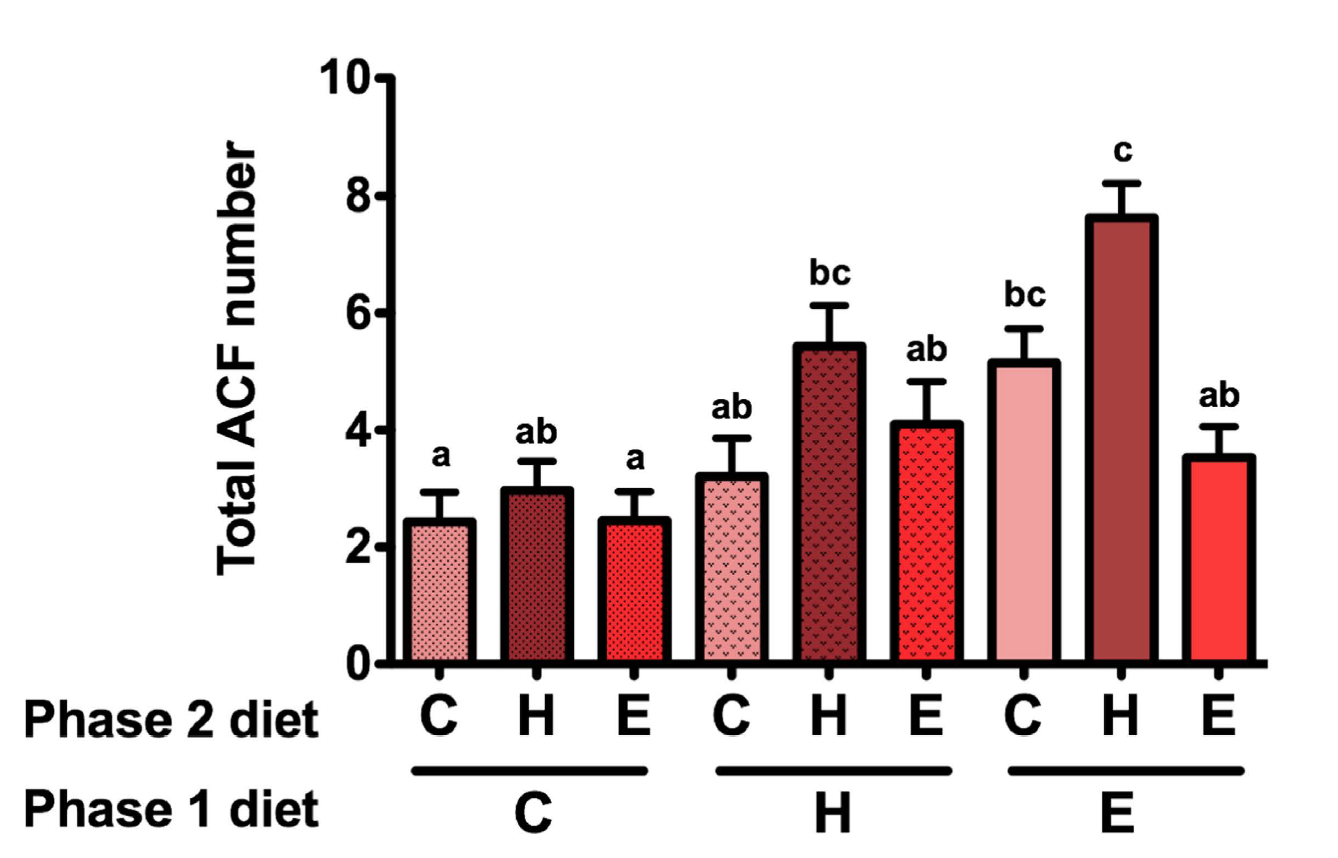 10
8
6
4
2
0
Total ACF number
a
ab
a
ab
bc
ab
bc
c
ab
Phase 2 diet C H E C H E C H E
Phase 1 diet C H E